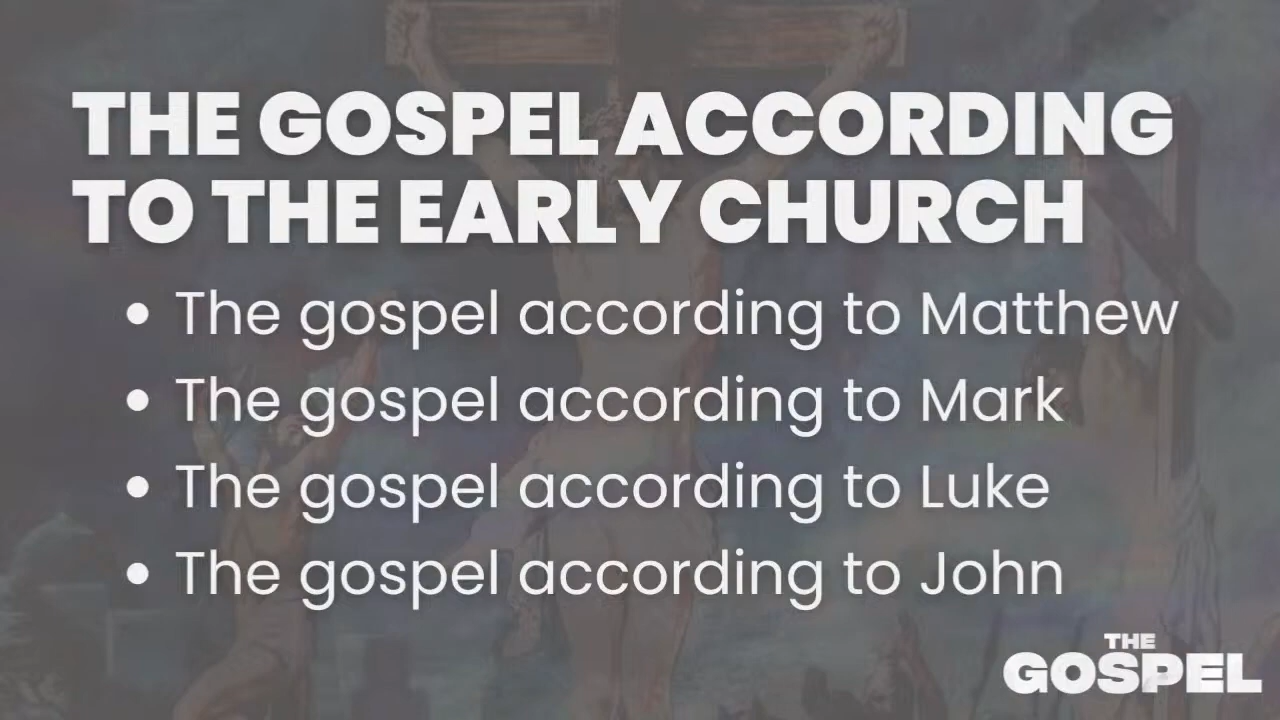 THE GOSPEL ACCORDING
TO THE EARLY CHURCH
• The gospel according to Matthew
• The gospel according to Mark
• The gospel according to Luke
• The gospel according to John
THE
GOSPEL